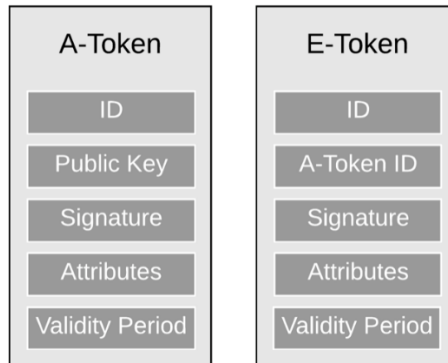 A-Token
ID
Public Key
Signature
Attributes
Validity Period
E-Token
ID
A-Token ID
Signature
Attributes
Validity Period